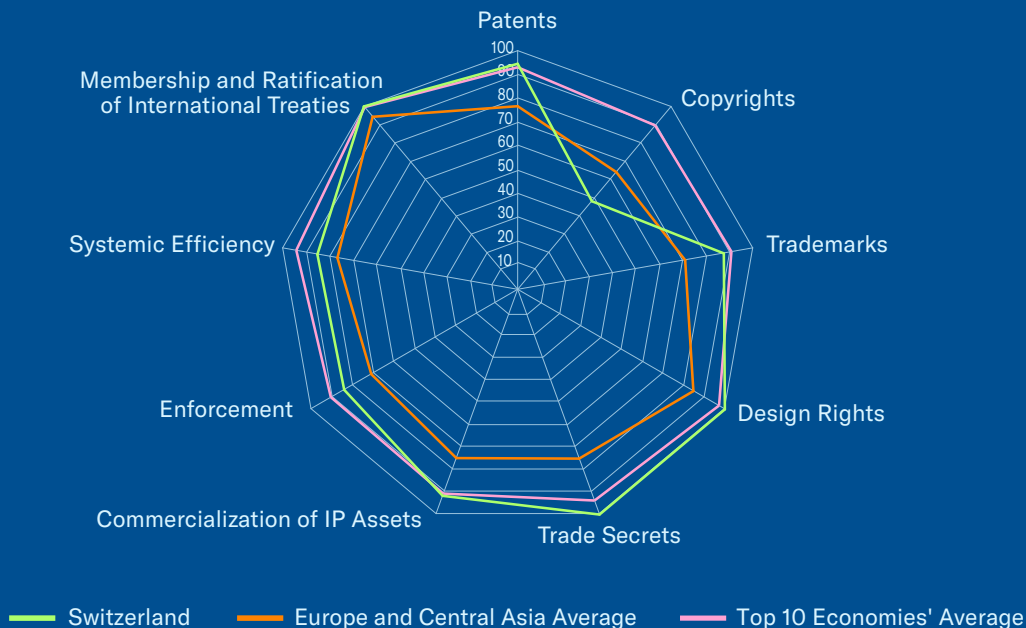 Patents
100
90
80
70
60
50
40
30
20
10
Membership and Ratification
of International Treaties
Copyrights
Systemic Efficiency
Trademarks
Enforcement
Design Rights
Commercialization of IP Assets
Trade Secrets
Switzerland
Europe and Central Asia Average
Top 10 Economies' Average